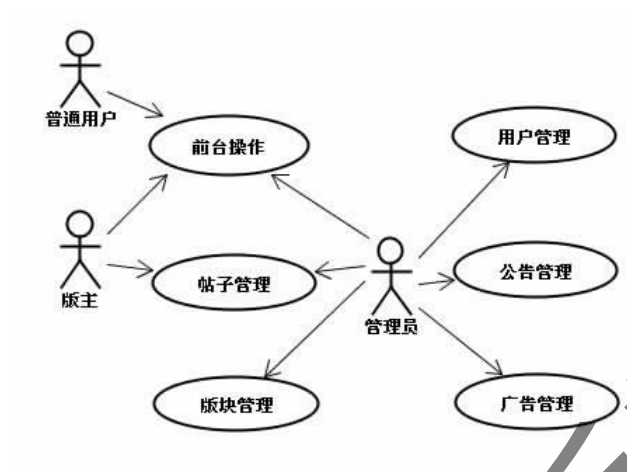 普通用户
前台操作
用户管理
版主
帖子管理
管理员
公告管理
版块管理
广告管理